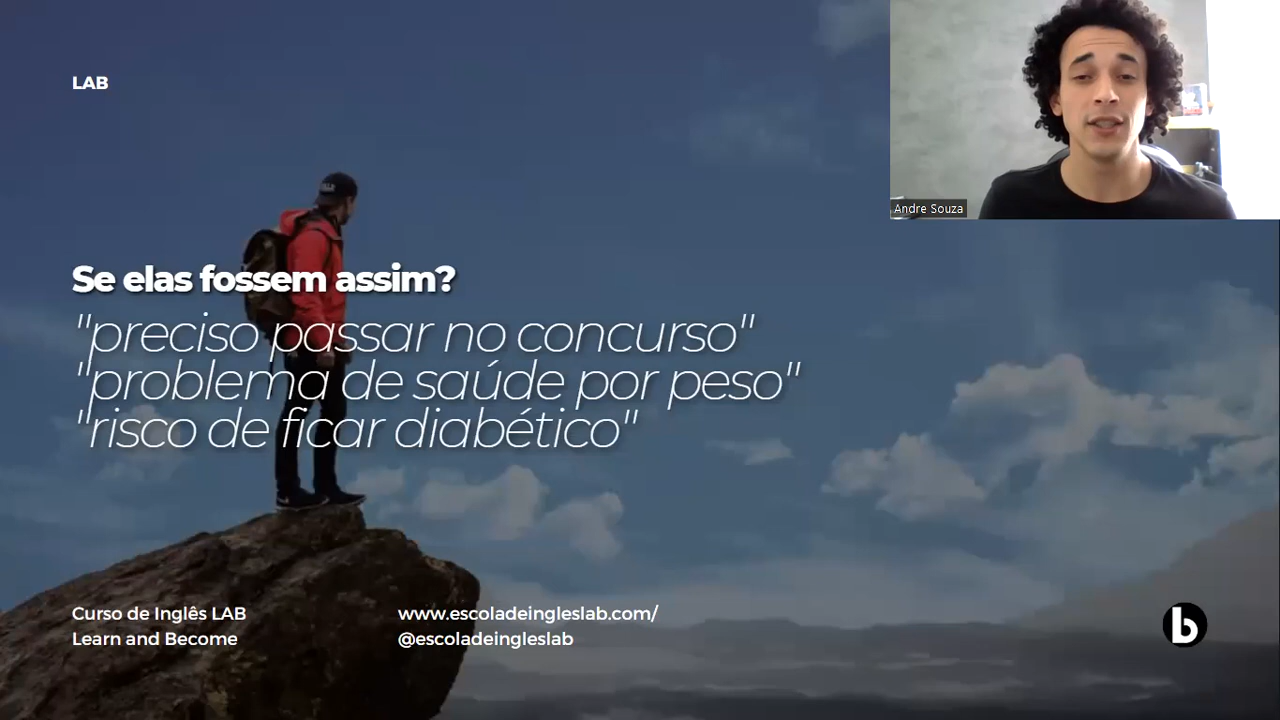 LAB
Andre Souza
Se elas fossem assim?
"preciso passar no concurso"
"problema de saúde por peso"
"risco de ficar diabético"
Curso de Inglês LAB
Learn and Become
www.escoladeingleslab.com/
@escoladeingleslab
b